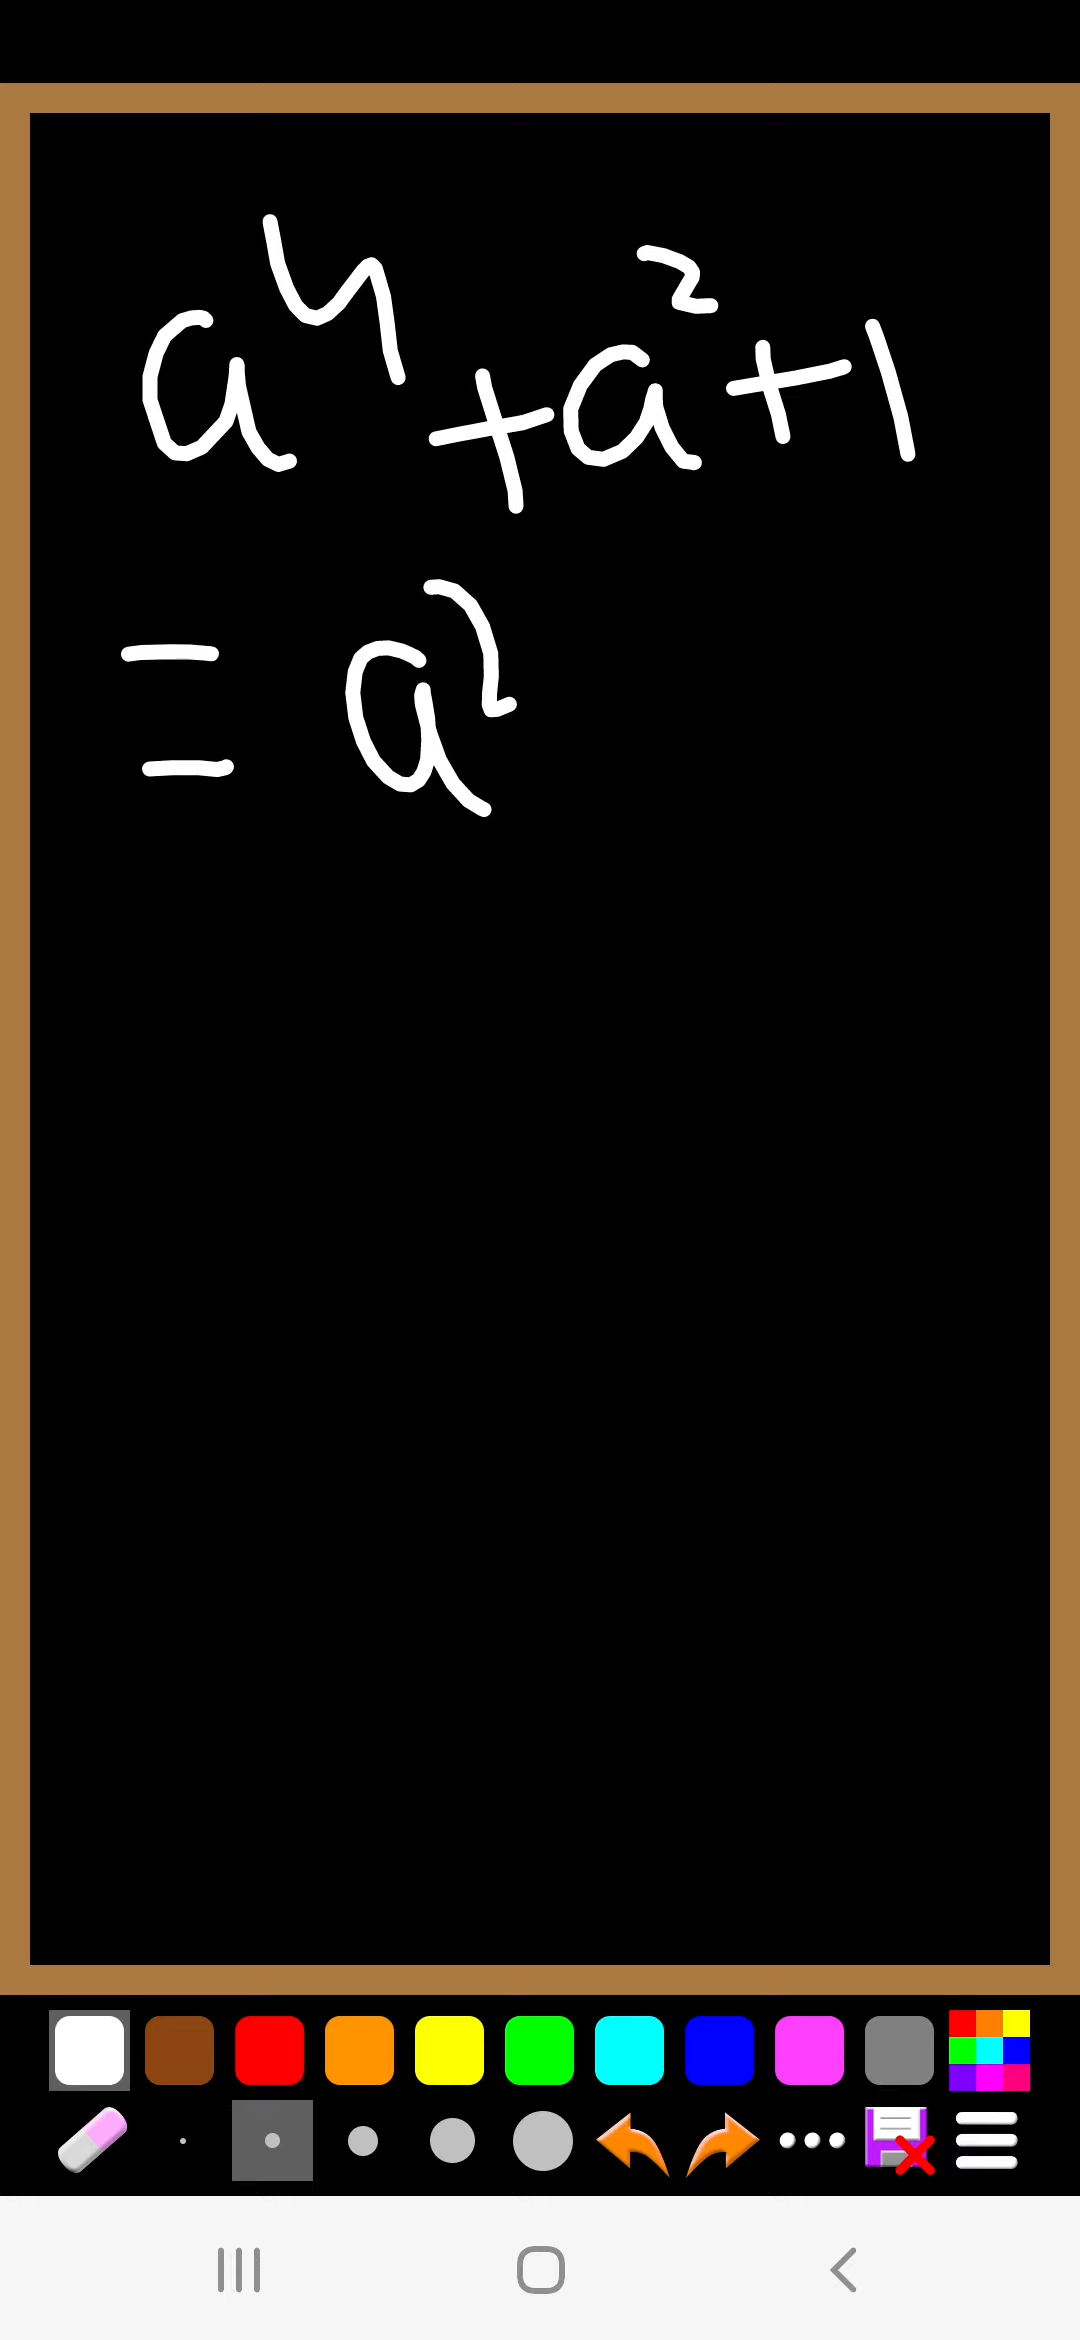 a⁴+a²+1
= a²